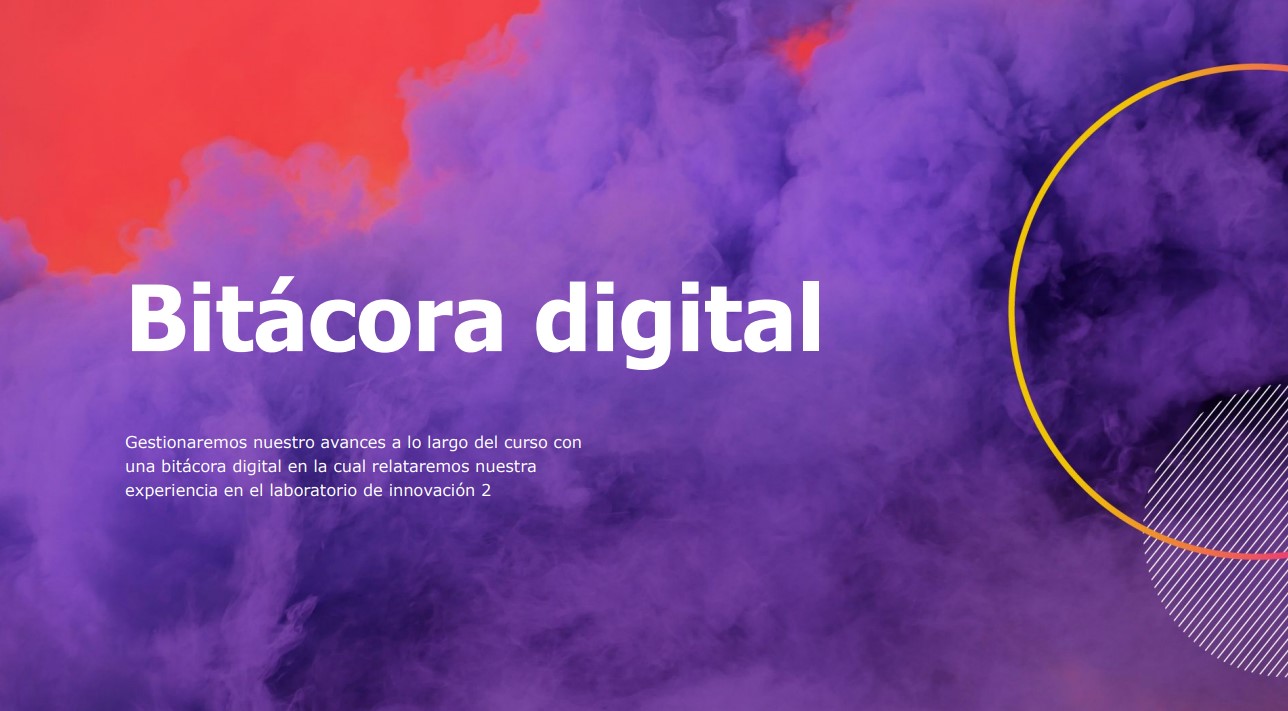 Bitácora digital
Gestionaremos nuestro avances a lo largo del curso con
una bitácora digital en la cual relataremos nuestra
experiencia en el laboratorio de innovación 2